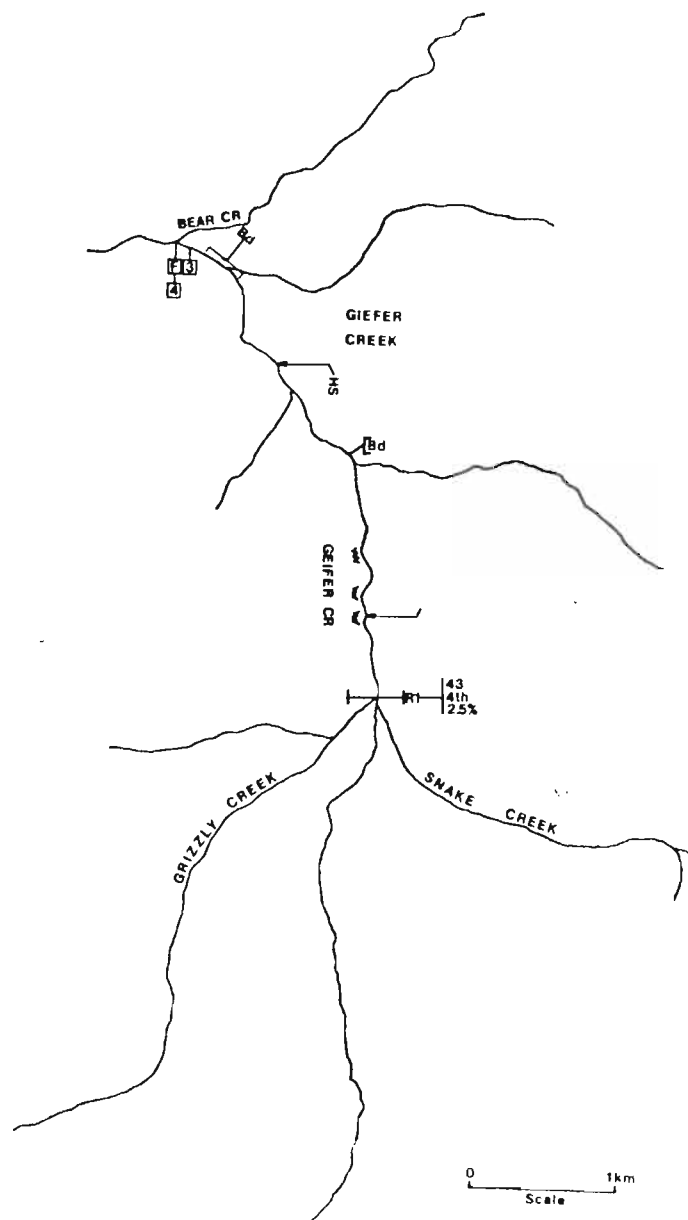 BEAR CR
Bd
F 3
4
GIEFER
CREEK
HS
Bd
GEIFER CR
R1
43
4th
2.5%
GRIZZLY CREEK
SNAKE CREEK
0 1km
Scale